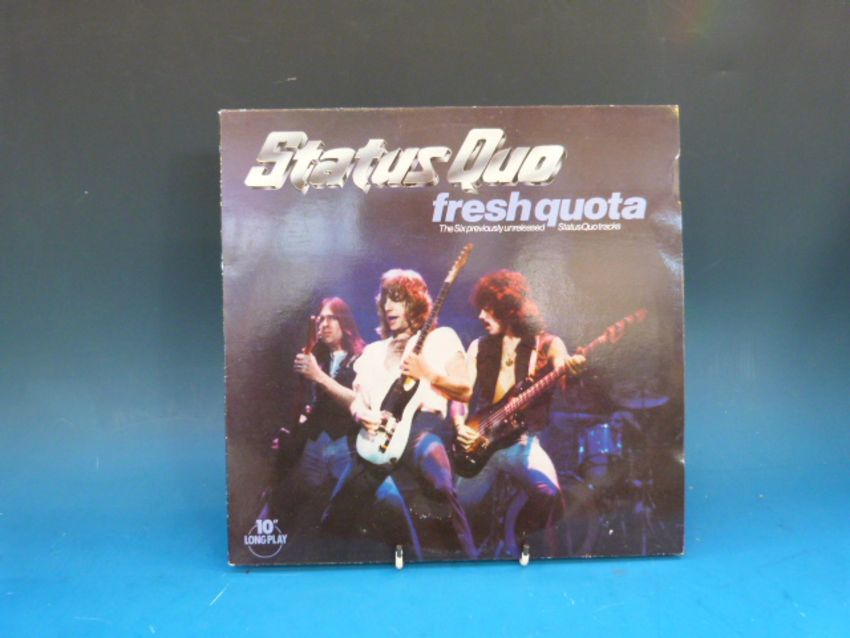 Status Quo
fresh quota
The Six previously unreleased Status Quo tracks
10"
LONG PLAY